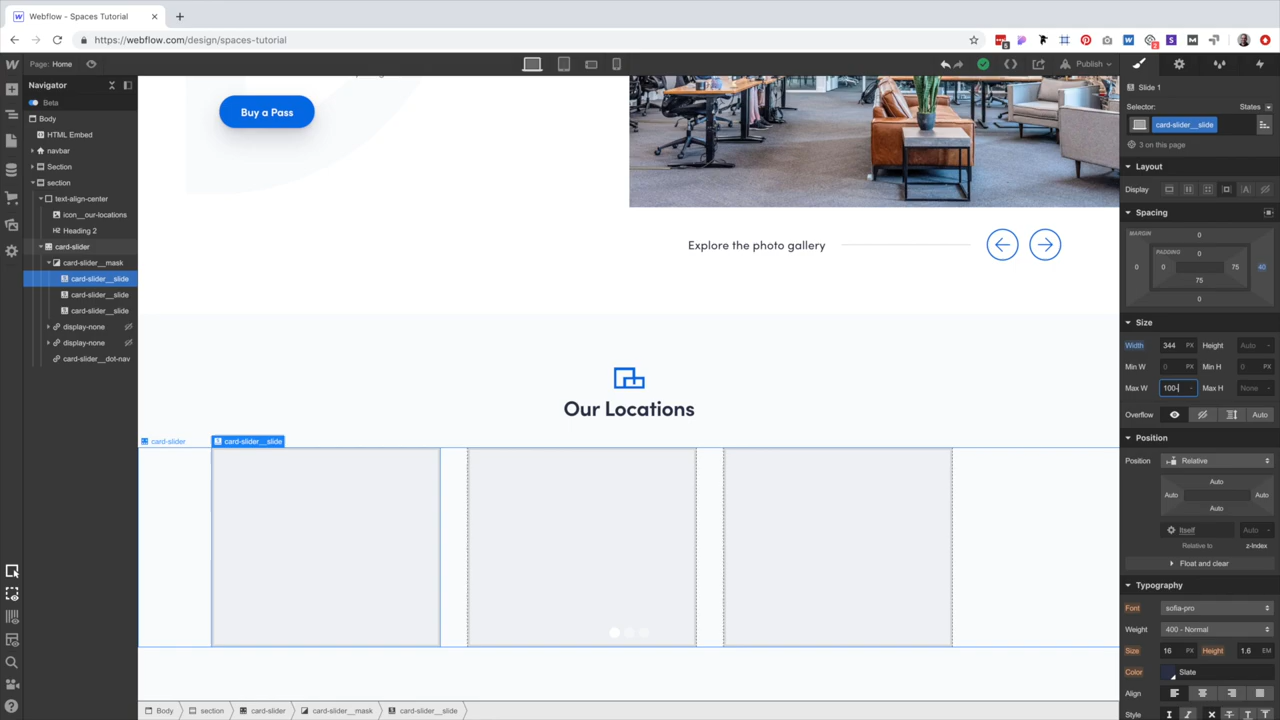 Webflow - Spaces Tutorial
https://webflow.com/design/spaces-tutorial
Page: Home
Publish
Navigator
Beta
Body
HTML Embed
navbar
Section
section
text-align-center
icon__our-locations
H2 Heading 2
card-slider
card-slider__mask
card-slider__slide
card-slider__slide
card-slider__slide
display-none
display-none
card-slider__dot-nav
Buy a Pass
Explore the photo gallery
Our Locations
card-slider
card-slider__slide
Body
section
card-slider
card-slider__mask
card-slider__slide
Slide 1
Selector:
States
card-slider__slide
3 on this page
Layout
Display
Spacing
MARGIN
0
PADDING
0
0
0
75
40
75
0
Size
Width 344 PX Height Auto -
Min W 0 PX Min H 0 PX
Max W 100- - Max H None -
Overflow Auto
Position
Position Relative
Auto
Auto Auto
Auto
Itself Auto -
Relative to z-Index
Float and clear
Typography
Font sofia-pro
Weight 400 - Normal
Size 16 PX Height 1.6 EM
Color Slate
Align
Style